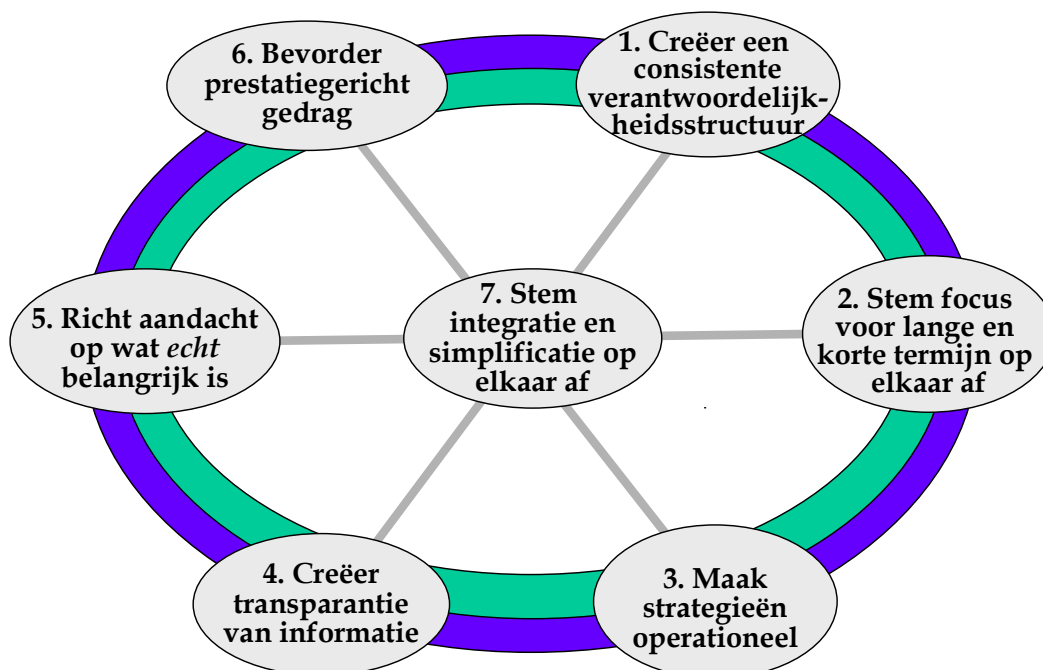 1. Creëer een
consistente
verantwoordelijk-
heidsstructuur
2. Stem focus
voor lange en
korte termijn op
elkaar af
3. Maak
strategieën
operationeel
4. Creëer
transparantie
van informatie
5. Richt aandacht
op wat echt
belangrijk is
6. Bevorder
prestatiegericht
gedrag
7. Stem
integratie en
simplificatie op
elkaar af